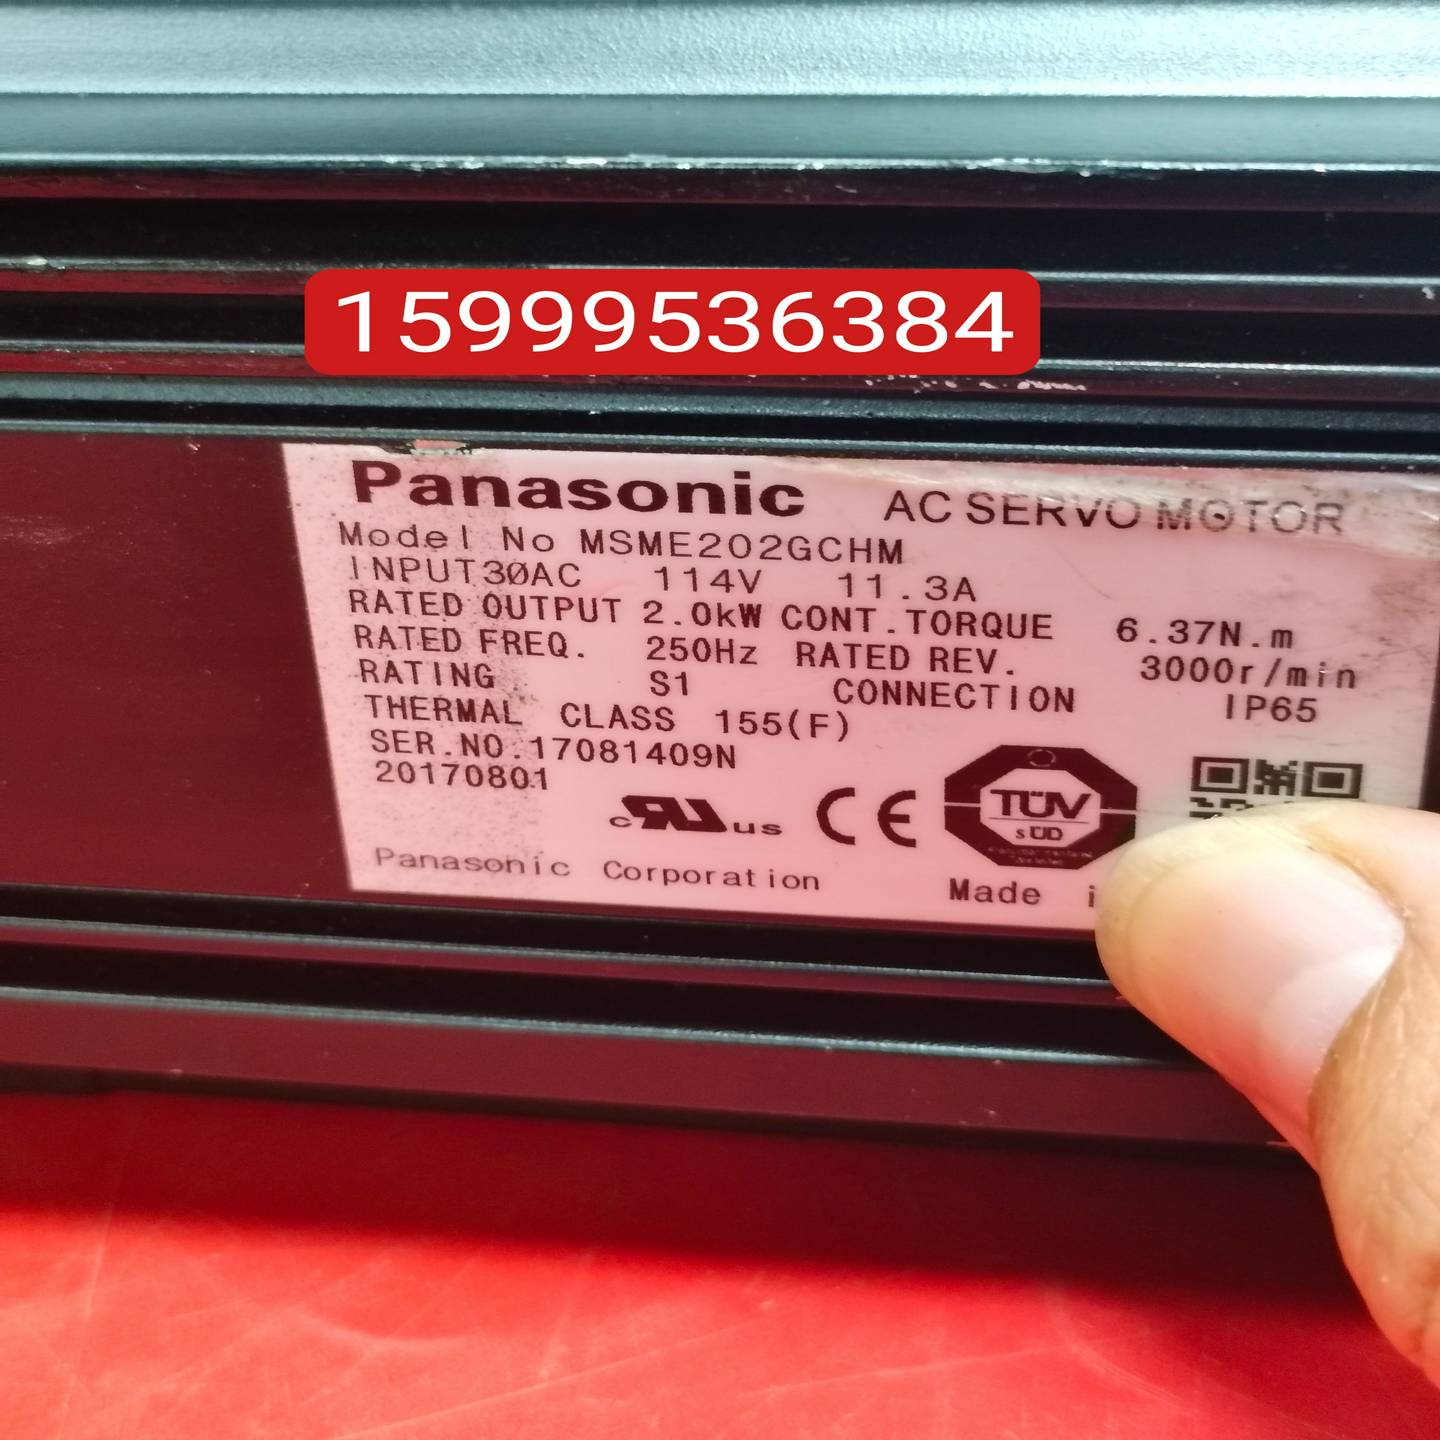 15999536384
Panasonic AC SERVO MOTOR
Model No MSME202GCHM
INPUT3ØAC 114V 11.3A
RATED OUTPUT 2.0kW CONT.TORQUE 6.37N.m
RATED FREQ. 250Hz RATED REV. 3000r/min
RATING S1 CONNECTION IP65
THERMAL CLASS 155(F)
SER.NO.17081409N
20170801
c RU us CE TÜV
SÜD
Panasonic Corporation Made